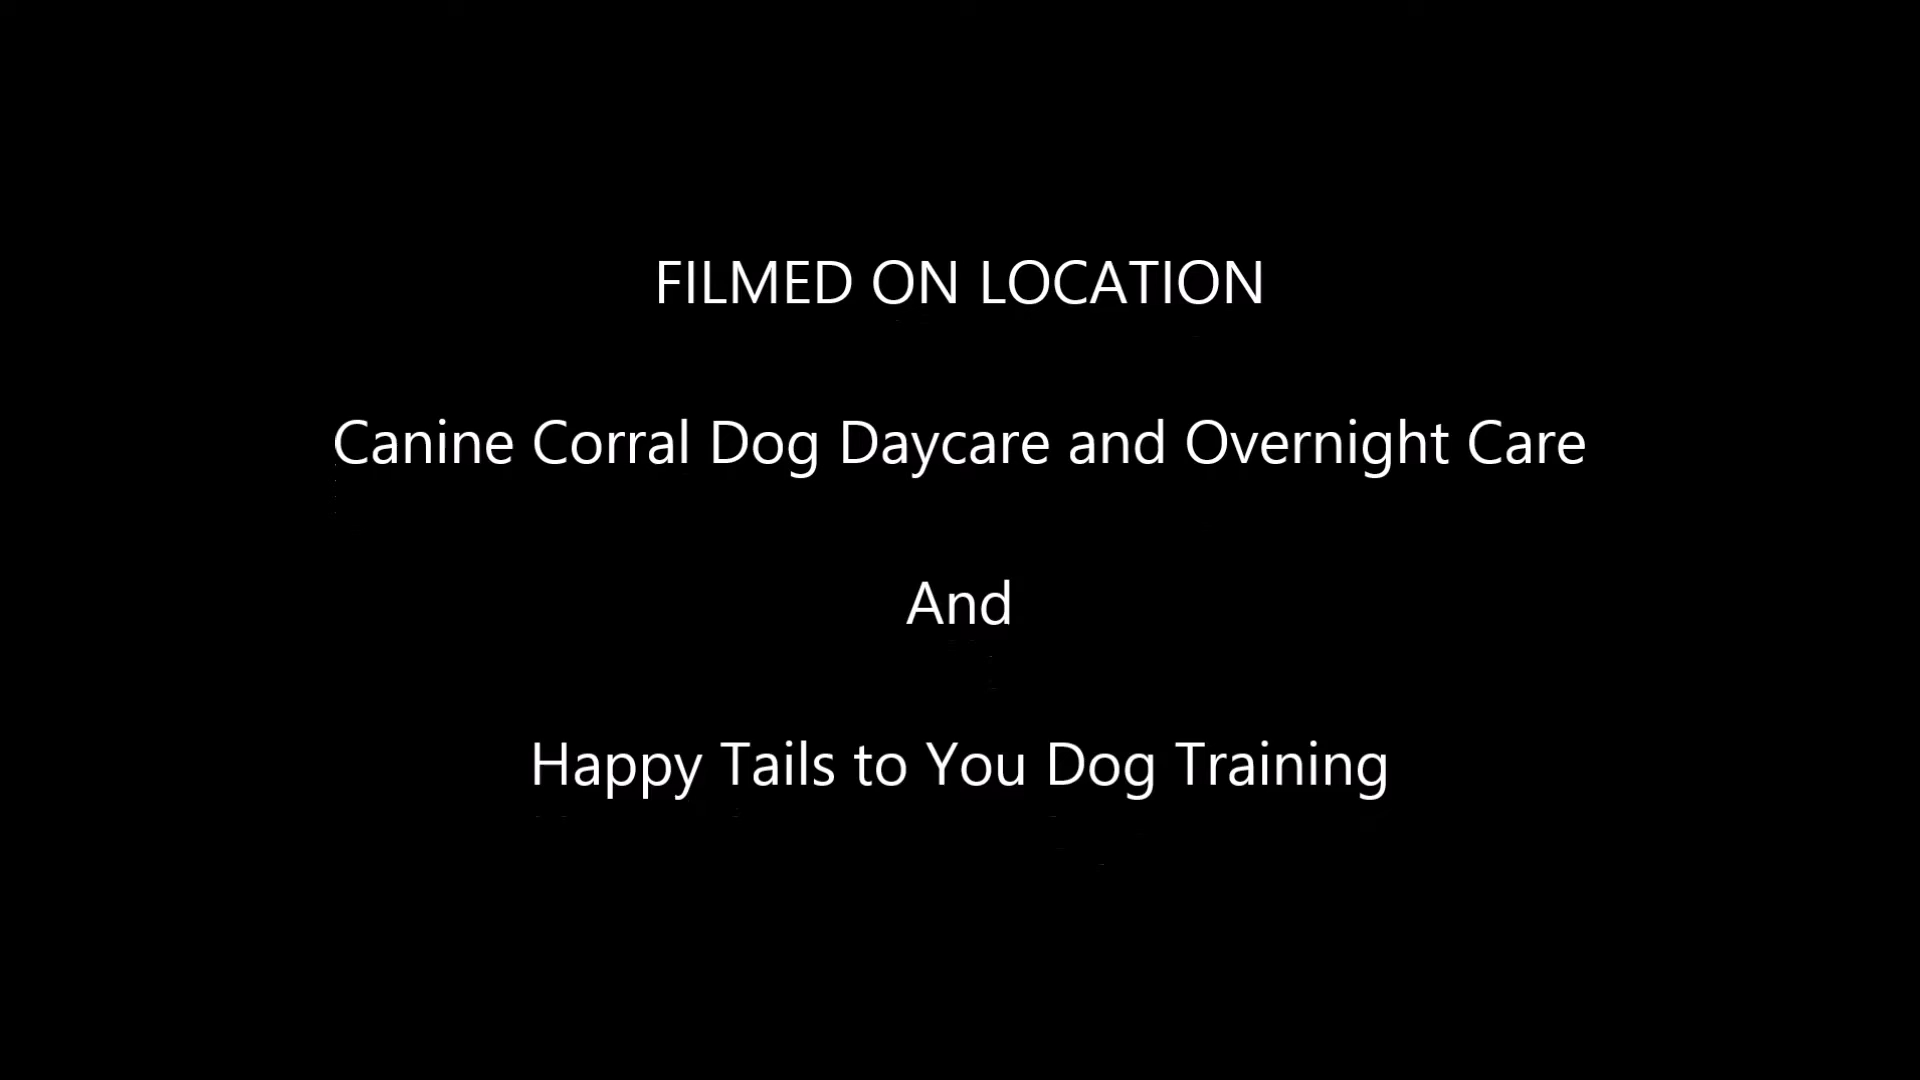 FILMED ON LOCATION
Canine Corral Dog Daycare and Overnight Care
And
Happy Tails to You Dog Training